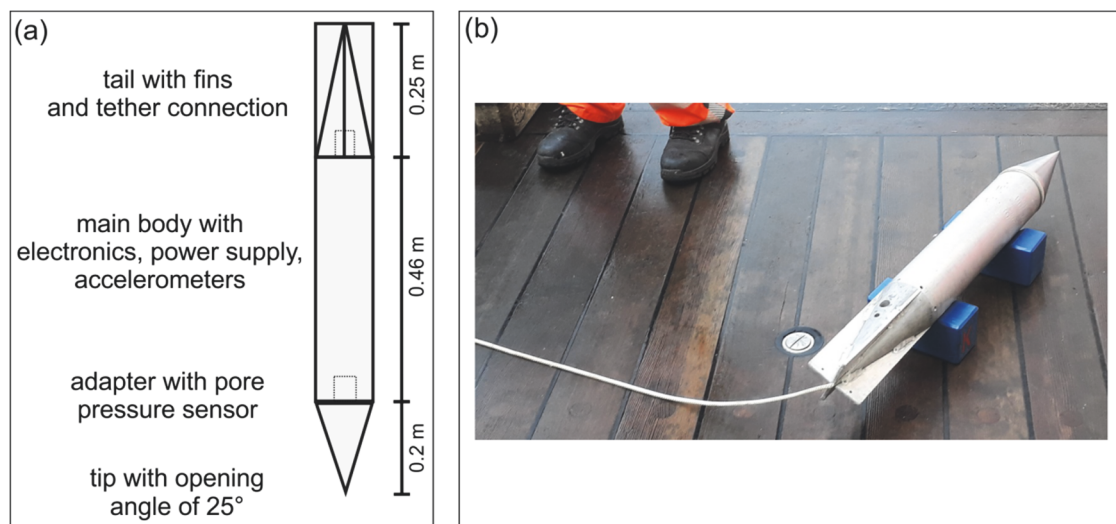 (a)
tail with fins
and tether connection
0.25 m
main body with
electronics, power supply,
accelerometers
0.46 m
adapter with pore
pressure sensor
0.2 m
tip with opening
angle of 25°
(b)